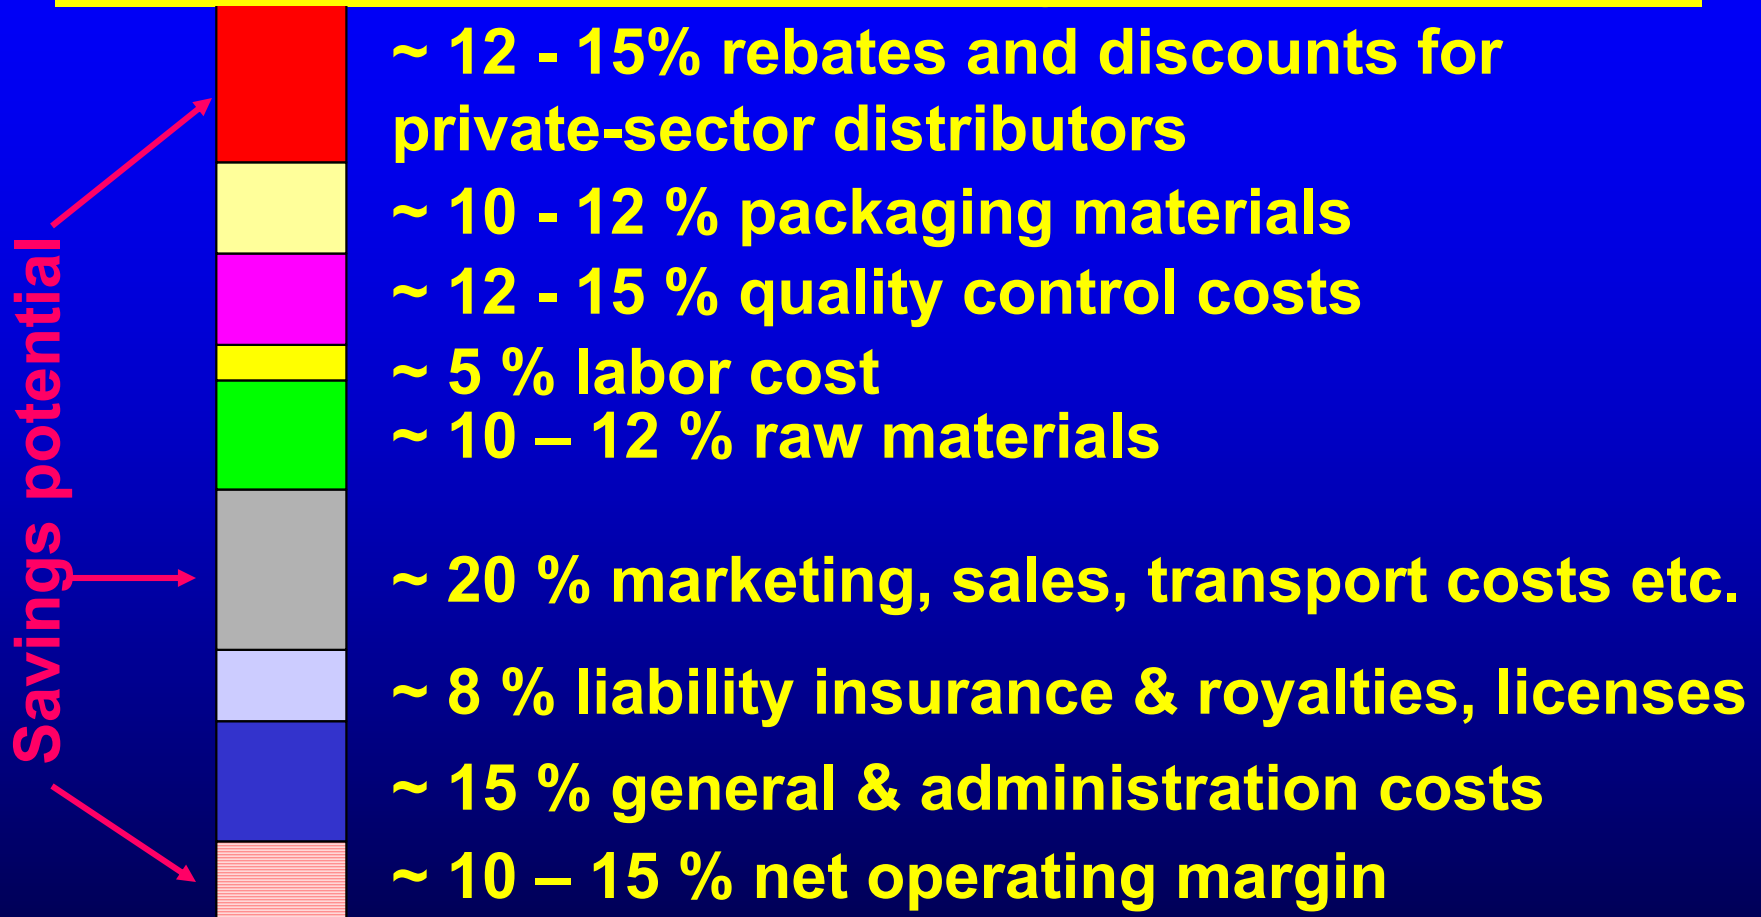 ~ 12 - 15% rebates and discounts for
private-sector distributors
~ 10 - 12 % packaging materials
~ 12 - 15 % quality control costs
~ 5 % labor cost
~ 10 – 12 % raw materials
~ 20 % marketing, sales, transport costs etc.
~ 8 % liability insurance & royalties, licenses
~ 15 % general & administration costs
~ 10 – 15 % net operating margin
Savings potential